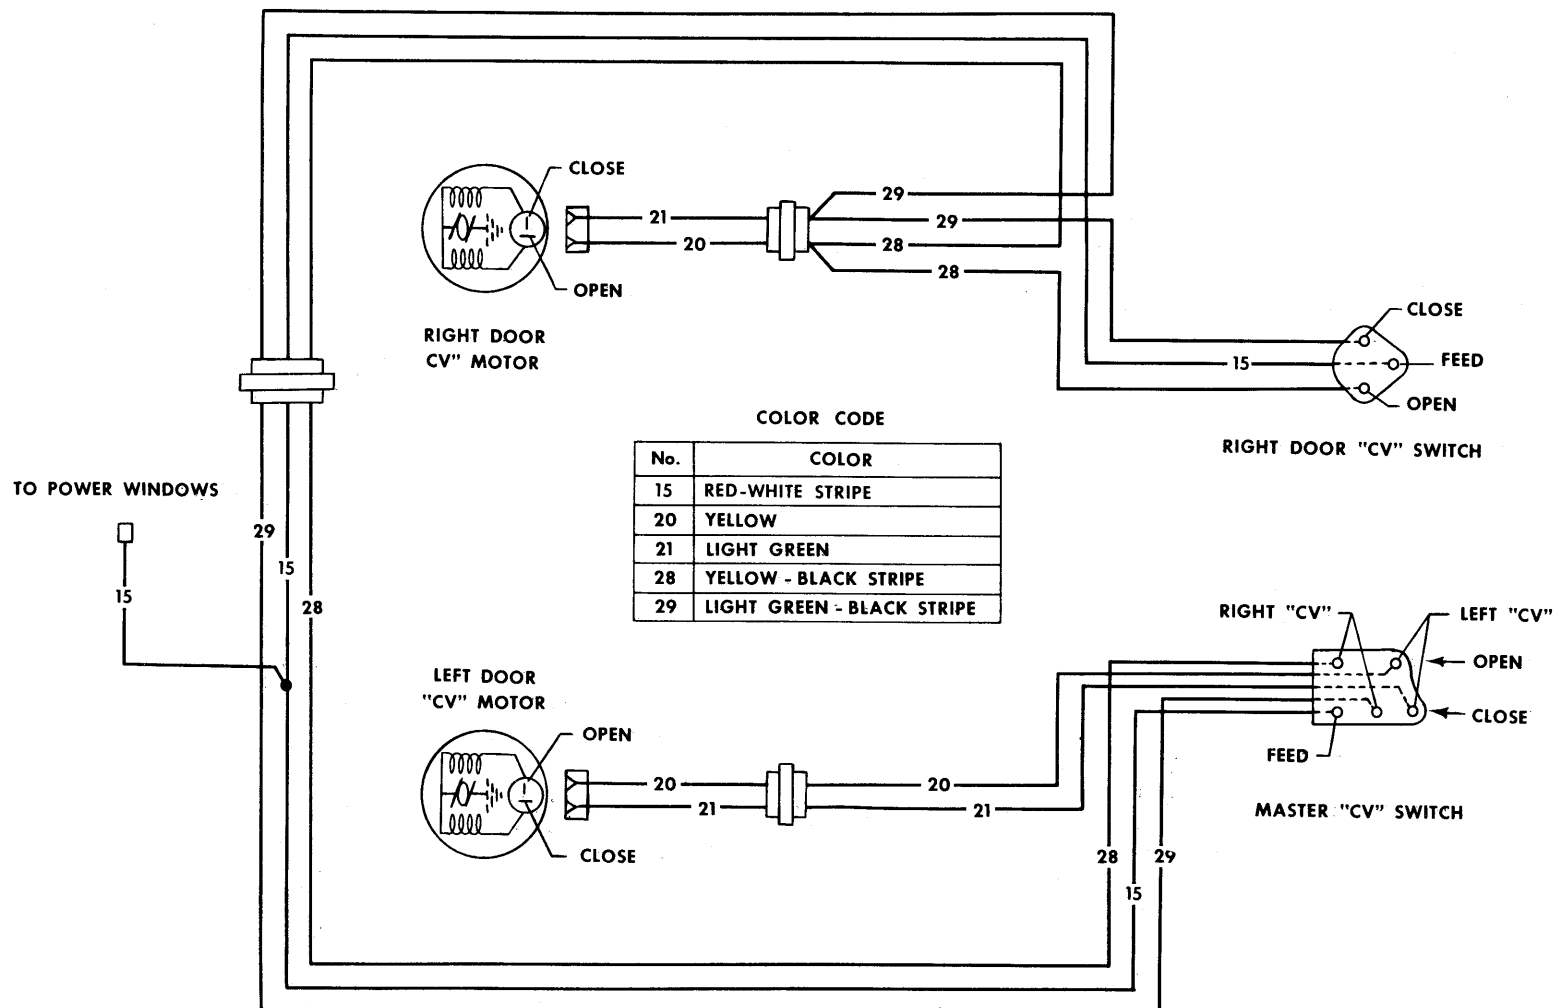 CLOSE
29
21
29
20
28
28
OPEN
RIGHT DOOR
CV" MOTOR
CLOSE
15
FEED
OPEN
RIGHT DOOR "CV" SWITCH
COLOR CODE
No. COLOR
15 RED-WHITE STRIPE
20 YELLOW
21 LIGHT GREEN
28 YELLOW - BLACK STRIPE
29 LIGHT GREEN - BLACK STRIPE
TO POWER WINDOWS
29
15
15
28
RIGHT "CV"
LEFT "CV"
OPEN
CLOSE
FEED
MASTER "CV" SWITCH
LEFT DOOR
"CV" MOTOR
OPEN
20
20
21
21
CLOSE
28
29
15